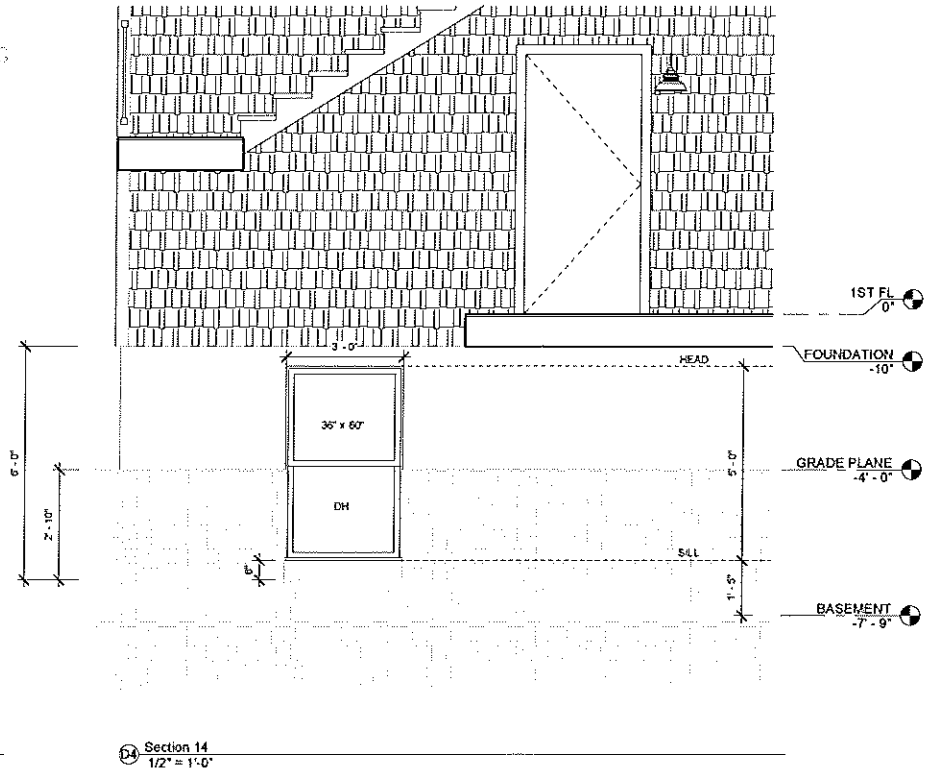 1ST FL
0"
3' - 0"
HEAD
FOUNDATION
-10"
36" x 60"
6' - 0"
5' - 0"
GRADE PLANE
-4' - 0"
2' - 10"
DH
SILL
6"
1' - 5"
BASEMENT
-7' - 9"
D4 Section 14
1/2" = 1'-0"